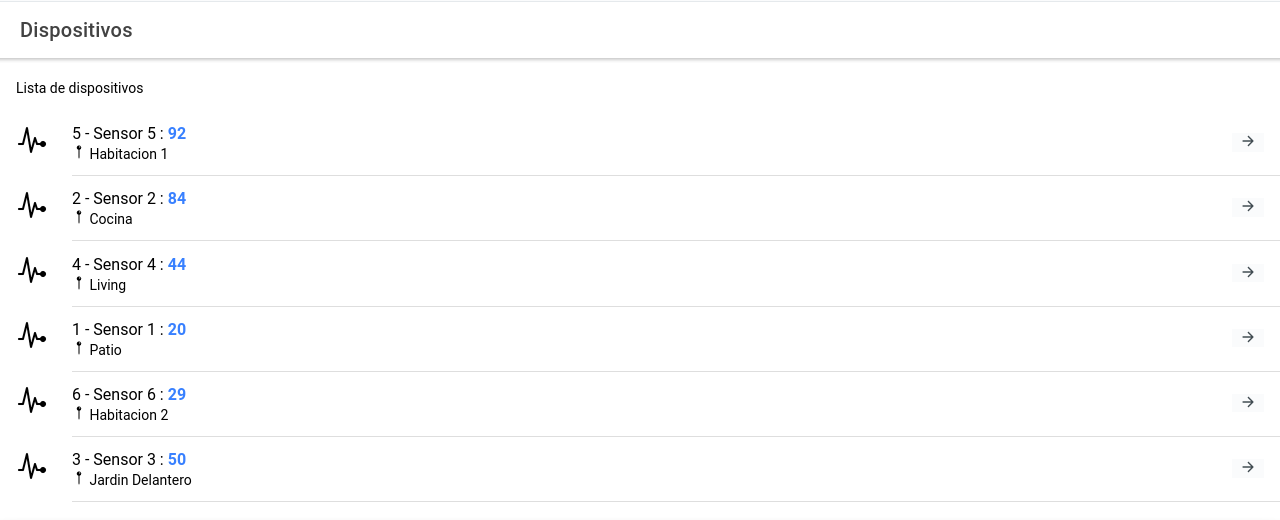 Dispositivos
Lista de dispositivos
5 - Sensor 5 : 92
Habitacion 1
2 - Sensor 2 : 84
Cocina
4 - Sensor 4 : 44
Living
1 - Sensor 1 : 20
Patio
6 - Sensor 6 : 29
Habitacion 2
3 - Sensor 3 : 50
Jardin Delantero